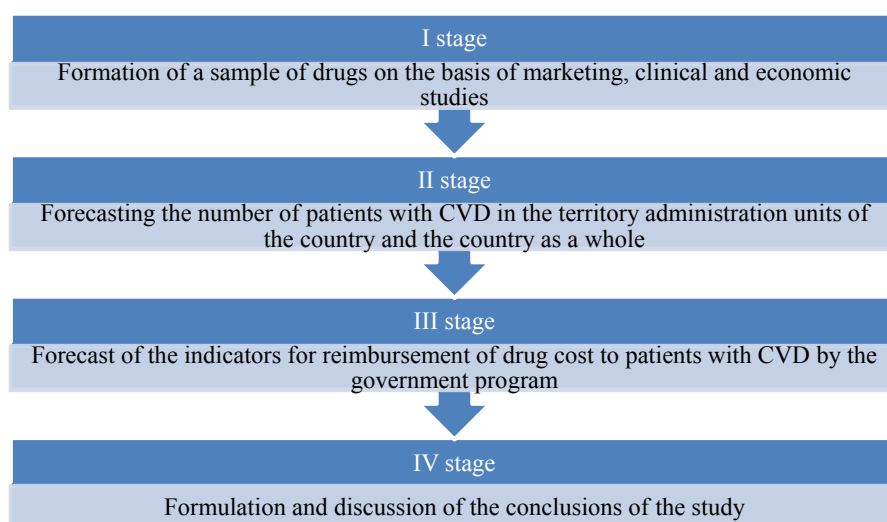 I stage
Formation of a sample of drugs on the basis of marketing, clinical and economic
studies
II stage
Forecasting the number of patients with CVD in the territory administration units of
the country and the country as a whole
III stage
Forecast of the indicators for reimbursement of drug cost to patients with CVD by the
government program
IV stage
Formulation and discussion of the conclusions of the study